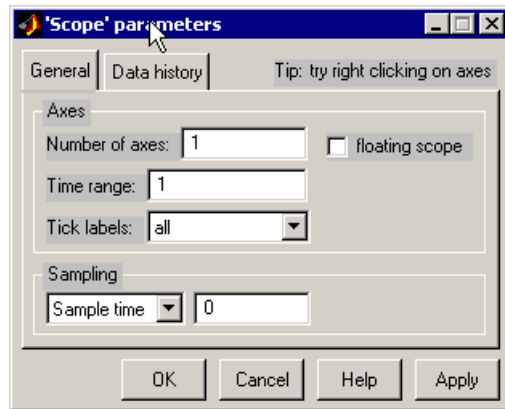 'Scope' parameters
General Data history Tip: try right clicking on axes
Axes
Number of axes: 1 floating scope
Time range: 1
Tick labels: all
Sampling
Sample time 0
OK Cancel Help Apply